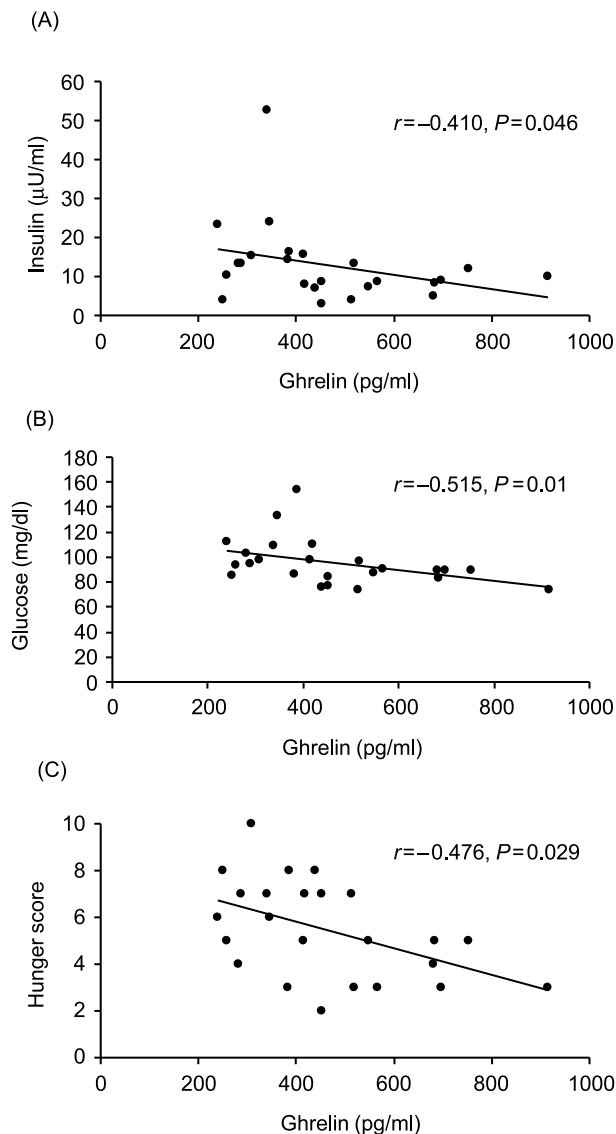 (A)
60
50
40
30
20
10
0
Insulin (μU/ml)
r=–0.410, P=0.046
0 200 400 600 800 1000
Ghrelin (pg/ml)
(B)
180
160
140
120
100
80
60
40
20
0
Glucose (mg/dl)
r=–0.515, P=0.01
0 200 400 600 800 1000
Ghrelin (pg/ml)
(C)
10
8
6
4
2
0
Hunger score
r=–0.476, P=0.029
0 200 400 600 800 1000
Ghrelin (pg/ml)